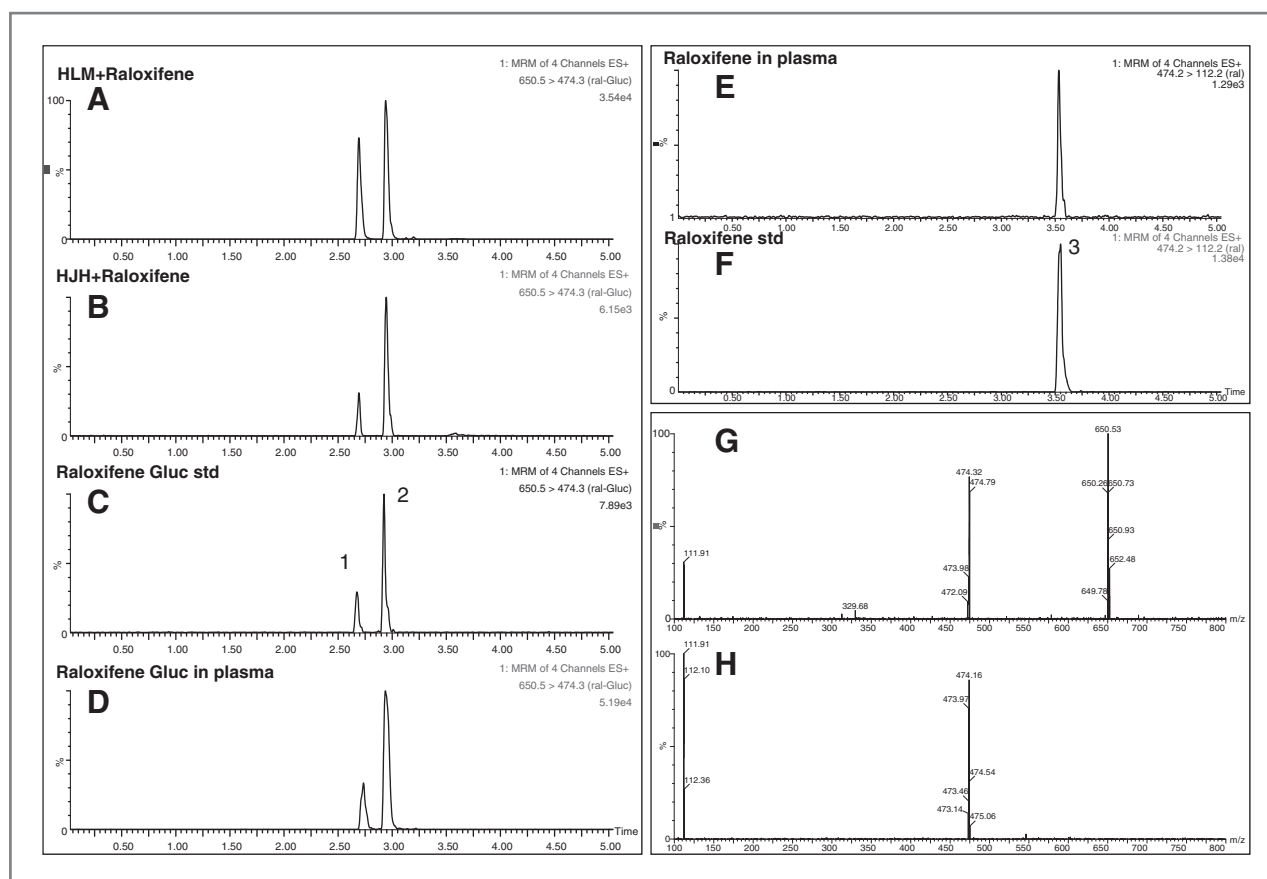 HLM+Raloxifene
A
1: MRM of 4 Channels ES+
650.5 > 474.3 (ral-Gluc)
3.54e4
100
%
0
0.50 1.00 1.50 2.00 2.50 3.00 3.50 4.00 4.50 5.00
HJH+Raloxifene
B
1: MRM of 4 Channels ES+
650.5 > 474.3 (ral-Gluc)
6.15e3
%
0
0.50 1.00 1.50 2.00 2.50 3.00 3.50 4.00 4.50 5.00
Raloxifene Gluc std
C
1: MRM of 4 Channels ES+
650.5 > 474.3 (ral-Gluc)
7.89e3
1
2
%
0
0.50 1.00 1.50 2.00 2.50 3.00 3.50 4.00 4.50 5.00
Raloxifene Gluc in plasma
D
1: MRM of 4 Channels ES+
650.5 > 474.3 (ral-Gluc)
5.19e4
%
0
Time
0.50 1.00 1.50 2.00 2.50 3.00 3.50 4.00 4.50 5.00
Raloxifene in plasma
E
1: MRM of 4 Channels ES+
474.2 > 112.2 (ral)
1.29e3
%
1
0.50 1.00 1.50 2.00 2.50 3.00 3.50 4.00 4.50 5.00
Raloxifene std
F
1: MRM of 4 Channels ES+
474.2 > 112.2 (ral)
1.38e4
3
%
0
Time
0.50 1.00 1.50 2.00 2.50 3.00 3.50 4.00 4.50 5.00
G
100
%
0
650.53
474.32
474.79
650.26 650.73
650.93
111.91
473.98
652.48
472.09
649.78
329.68
100 150 200 250 300 350 400 450 500 550 600 650 700 750 800 m/z
H
111.91
112.10
474.16
473.97
112.36
474.54
473.46
473.14
475.06
100
%
0
100 150 200 250 300 350 400 450 500 550 600 650 700 750 800 m/z